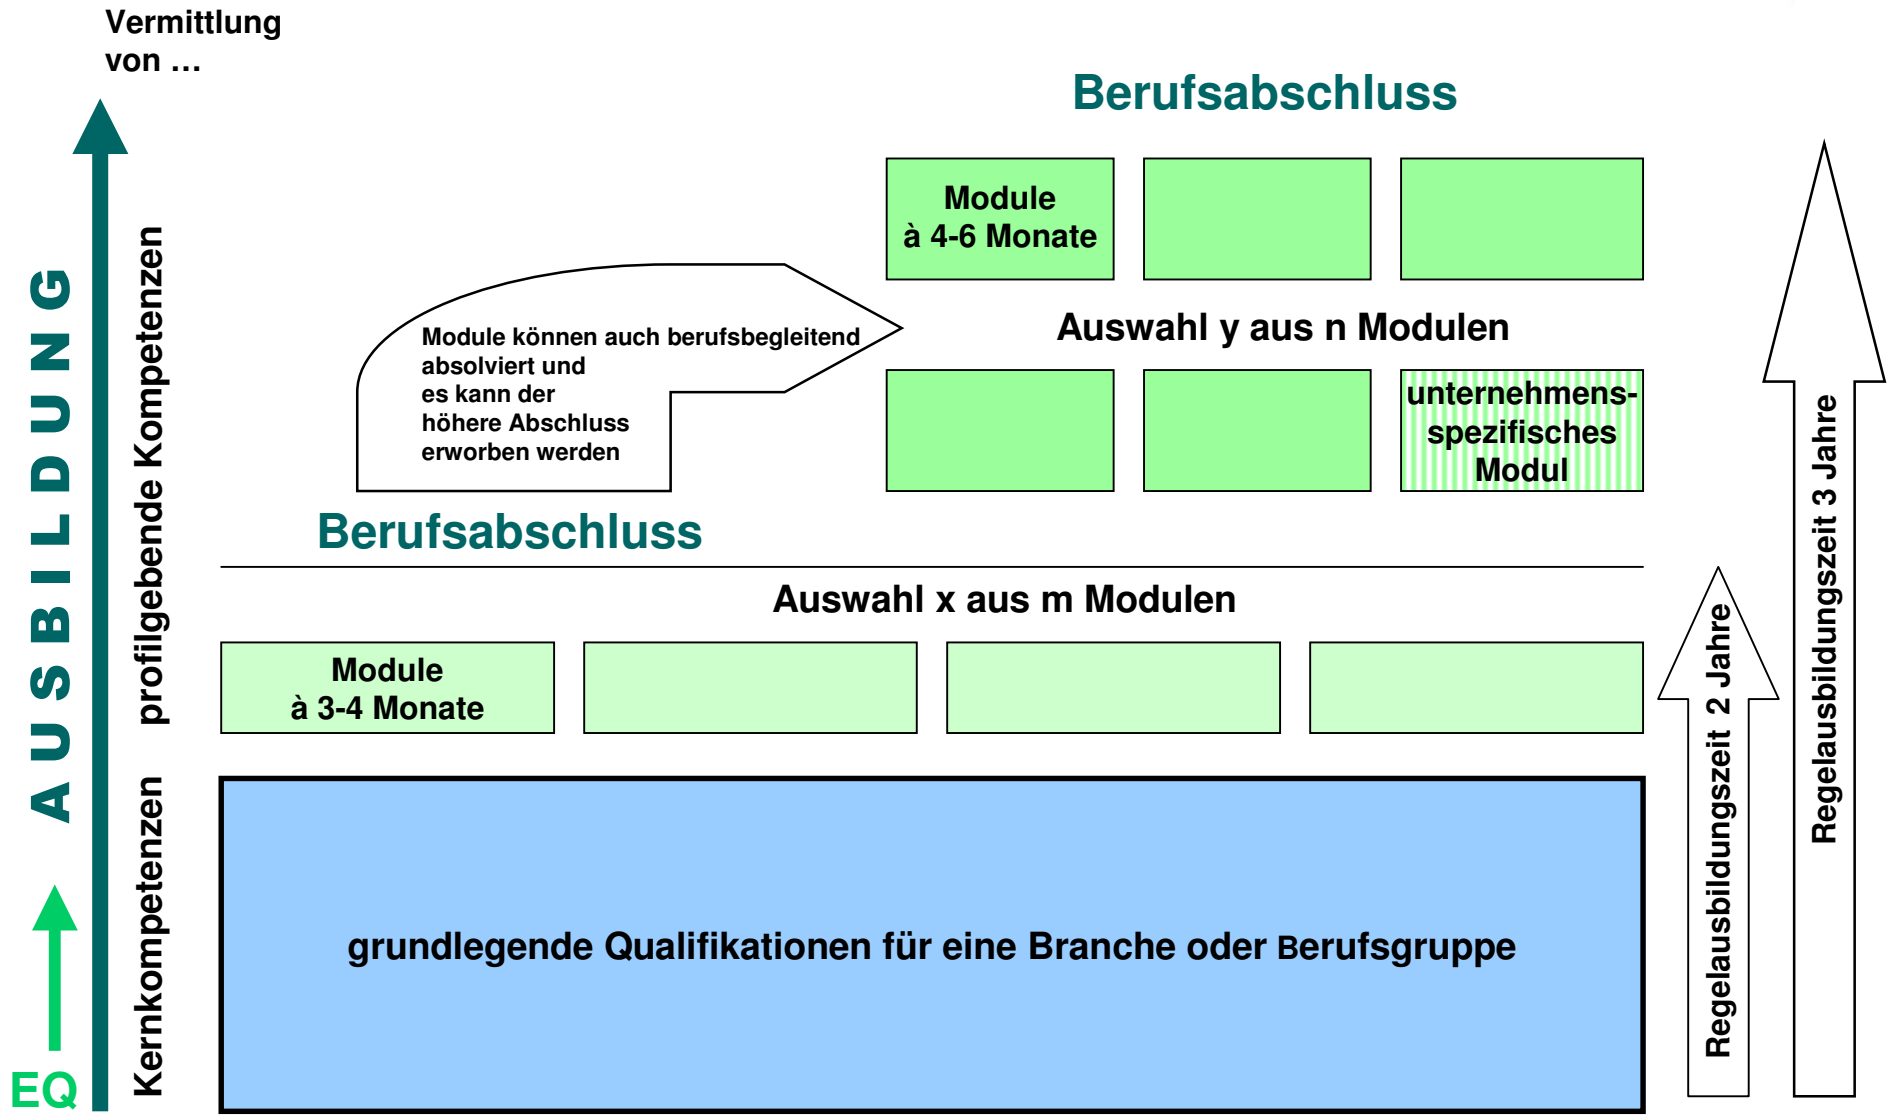 Vermittlung
von ...
Berufsabschluss
Module
à 4-6 Monate
Auswahl y aus n Modulen
Module können auch berufsbegleitend
absolviert und
es kann der
höhere Abschluss
erworben werden
unternehmens-
spezifisches
Modul
Berufsabschluss
Auswahl x aus m Modulen
Module
à 3-4 Monate
grundlegende Qualifikationen für eine Branche oder Berufsgruppe
AUSBILDUNG
EQ
profilgebende Kompetenzen
Kernkompetenzen
Regelausbildungszeit 2 Jahre
Regelausbildungszeit 3 Jahre